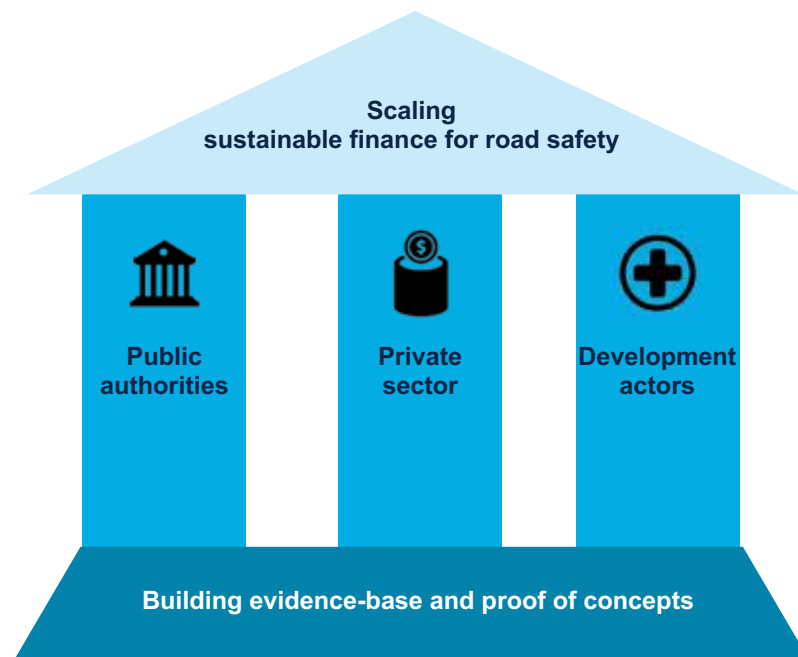 Scaling
sustainable finance for road safety
$
Public
authorities
Private
sector
Development
actors
Building evidence-base and proof of concepts